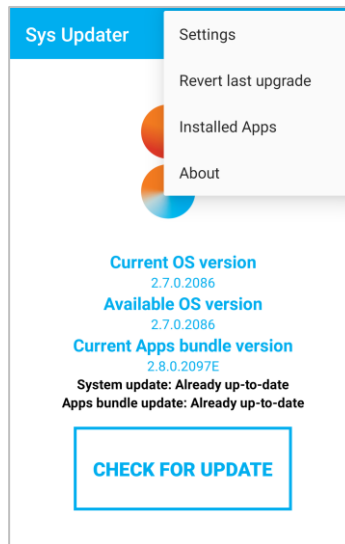 Sys Updater
Settings
Revert last upgrade
Installed Apps
About
Current OS version
2.7.0.2086
Available OS version
2.7.0.2086
Current Apps bundle version
2.8.0.2097E
System update: Already up-to-date
Apps bundle update: Already up-to-date
CHECK FOR UPDATE